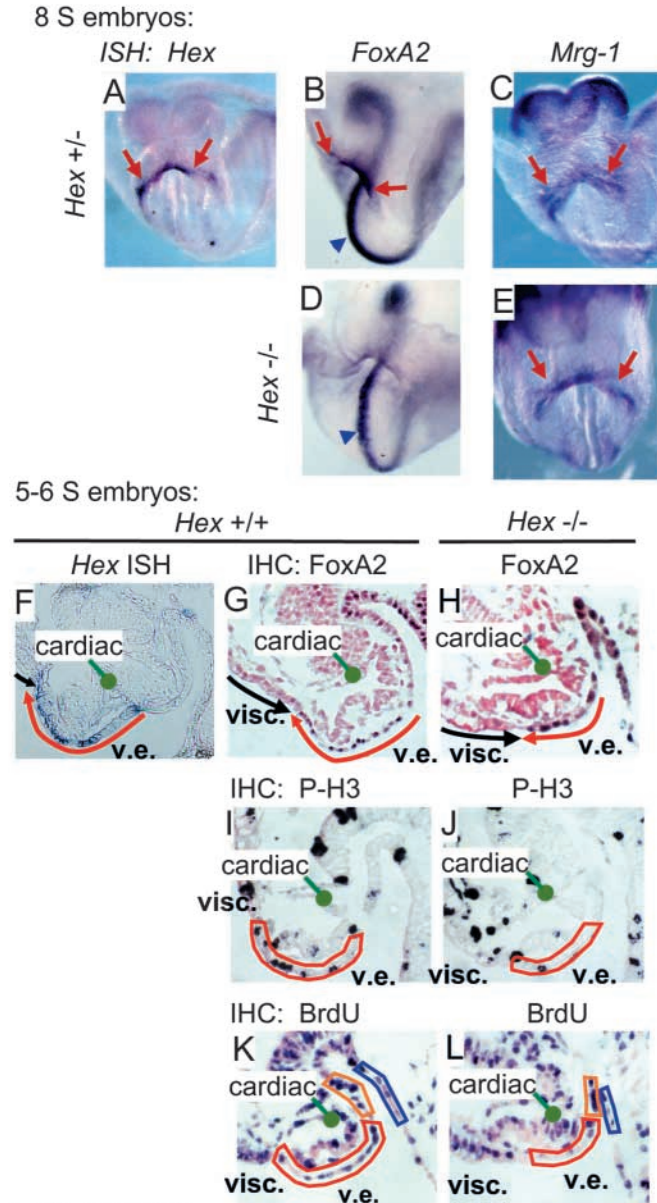 8 S embryos:
ISH: Hex FoxA2 Mrg-1
A B C
Hex +/-
D E
Hex -/-
5-6 S embryos:
Hex +/+ Hex -/-
Hex ISH IHC: FoxA2 FoxA2
F G H
cardiac cardiac cardiac
visc. visc.
v.e. v.e. v.e.
IHC: P-H3 P-H3
I J
cardiac cardiac
visc.
visc.
v.e. v.e.
IHC: BrdU BrdU
K L
cardiac cardiac
visc. v.e. visc. v.e.